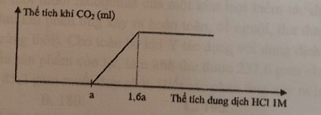 Thể tích khí CO₂ (ml)
a
1,6a
Thể tích dung dịch HCl 1M